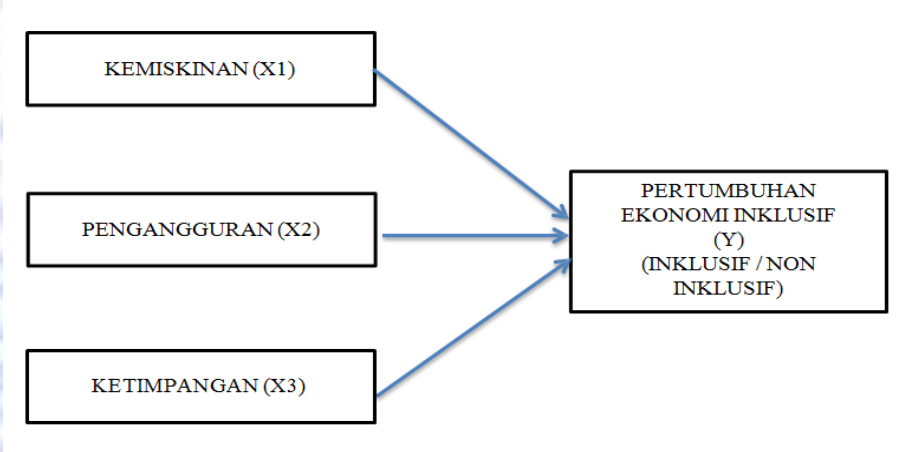 KEMISKINAN (X1)
PENGANGGURAN (X2)
KETIMPANGAN (X3)
PERTUMBUHAN
EKONOMI INKLUSIF
(Y)
(INKLUSIF / NON
INKLUSIF)